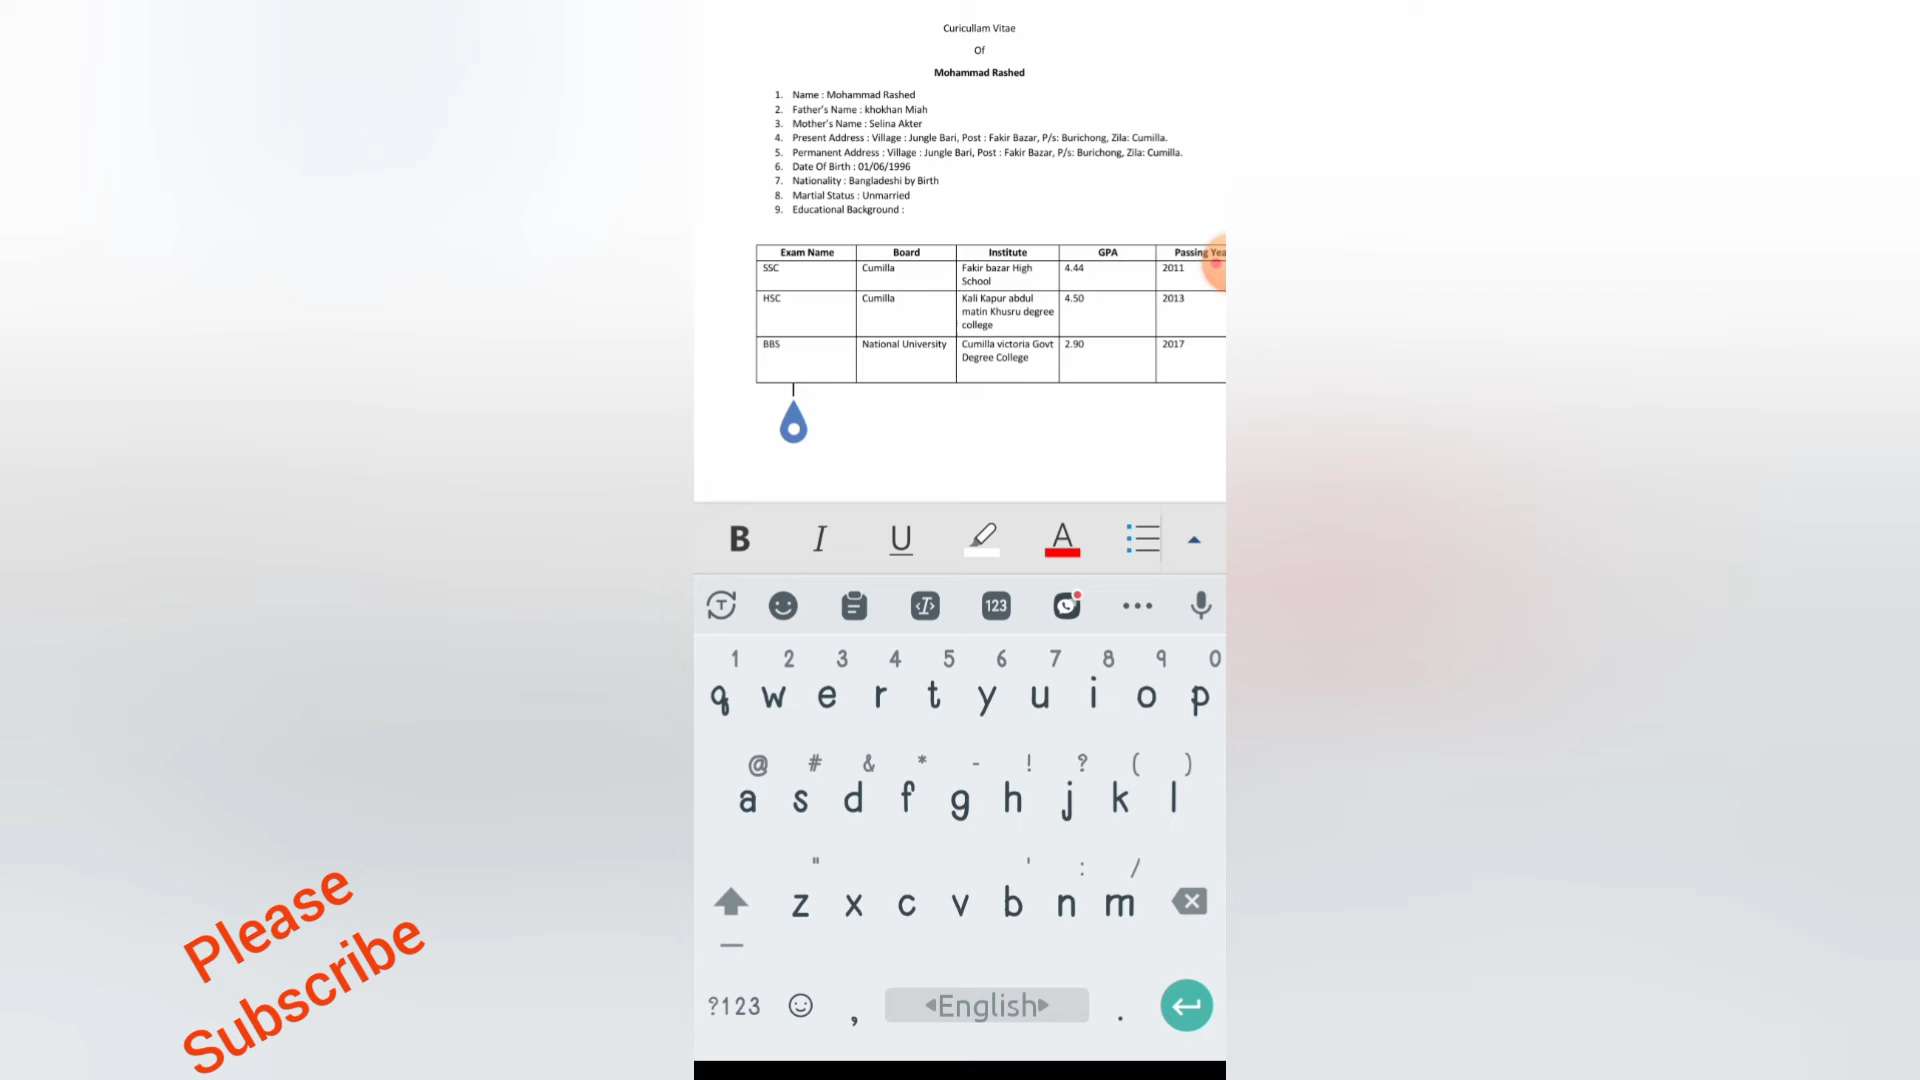 Curicullam Vitae
Of
Mohammad Rashed
1. Name : Mohammad Rashed
2. Father's Name : khokhan Miah
3. Mother's Name : Selina Akter
4. Present Address : Village : Jungle Bari, Post : Fakir Bazar, P/s: Burichong, Zila: Cumilla.
5. Permanent Address : Village : Jungle Bari, Post : Fakir Bazar, P/s: Burichong, Zila: Cumilla.
6. Date Of Birth : 01/06/1996
7. Nationality : Bangladeshi by Birth
8. Martial Status : Unmarried
9. Educational Background :
Exam Name Board Institute GPA Passing Yea
SSC Cumilla Fakir bazar High 4.44 2011
School
HSC Cumilla Kali Kapur abdul 4.50 2013
matin Khusru degree
college
BBS National University Cumilla victoria Govt 2.90 2017
Degree College
B I U A
T I 123
1 2 3 4 5 6 7 8 9 0
q w e r t y u i o p
@ # & * - ! ? ( )
a s d f g h j k l
" ' : /
z x c v b n m
?123 , English .
Please
Subscribe